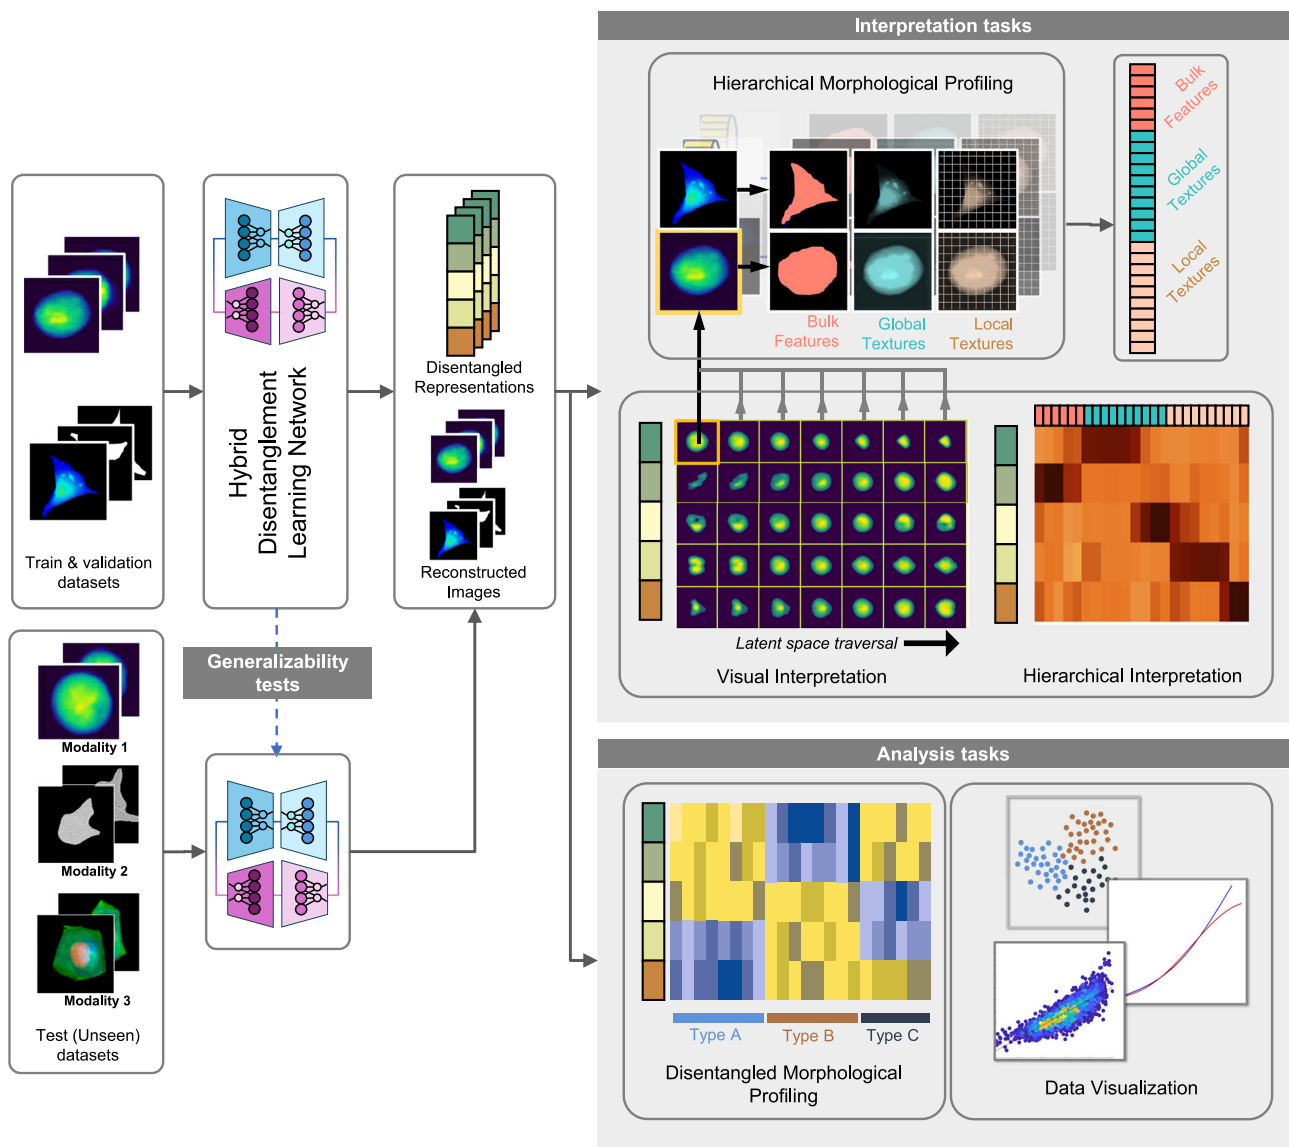 Interpretation tasks
Hierarchical Morphological Profiling
Bulk
Features
Global
Textures
Local
Textures
Bulk
Features
Global
Textures
Local
Textures
Train & validation
datasets
Hybrid
Disentanglement
Learning Network
Disentangled
Representations
Reconstructed
Images
Latent space traversal
Visual Interpretation
Hierarchical Interpretation
Generalizability
tests
Modality 1
Modality 2
Modality 3
Test (Unseen)
datasets
Analysis tasks
Type A
Type B
Type C
Disentangled Morphological
Profiling
Data Visualization